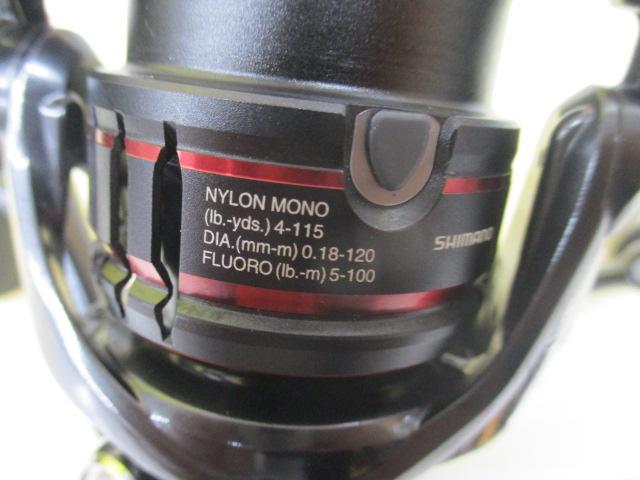 NYLON MONO
(lb.-yds.) 4-115
DIA.(mm-m) 0.18-120
FLUORO (lb.-m) 5-100
SHIMANO